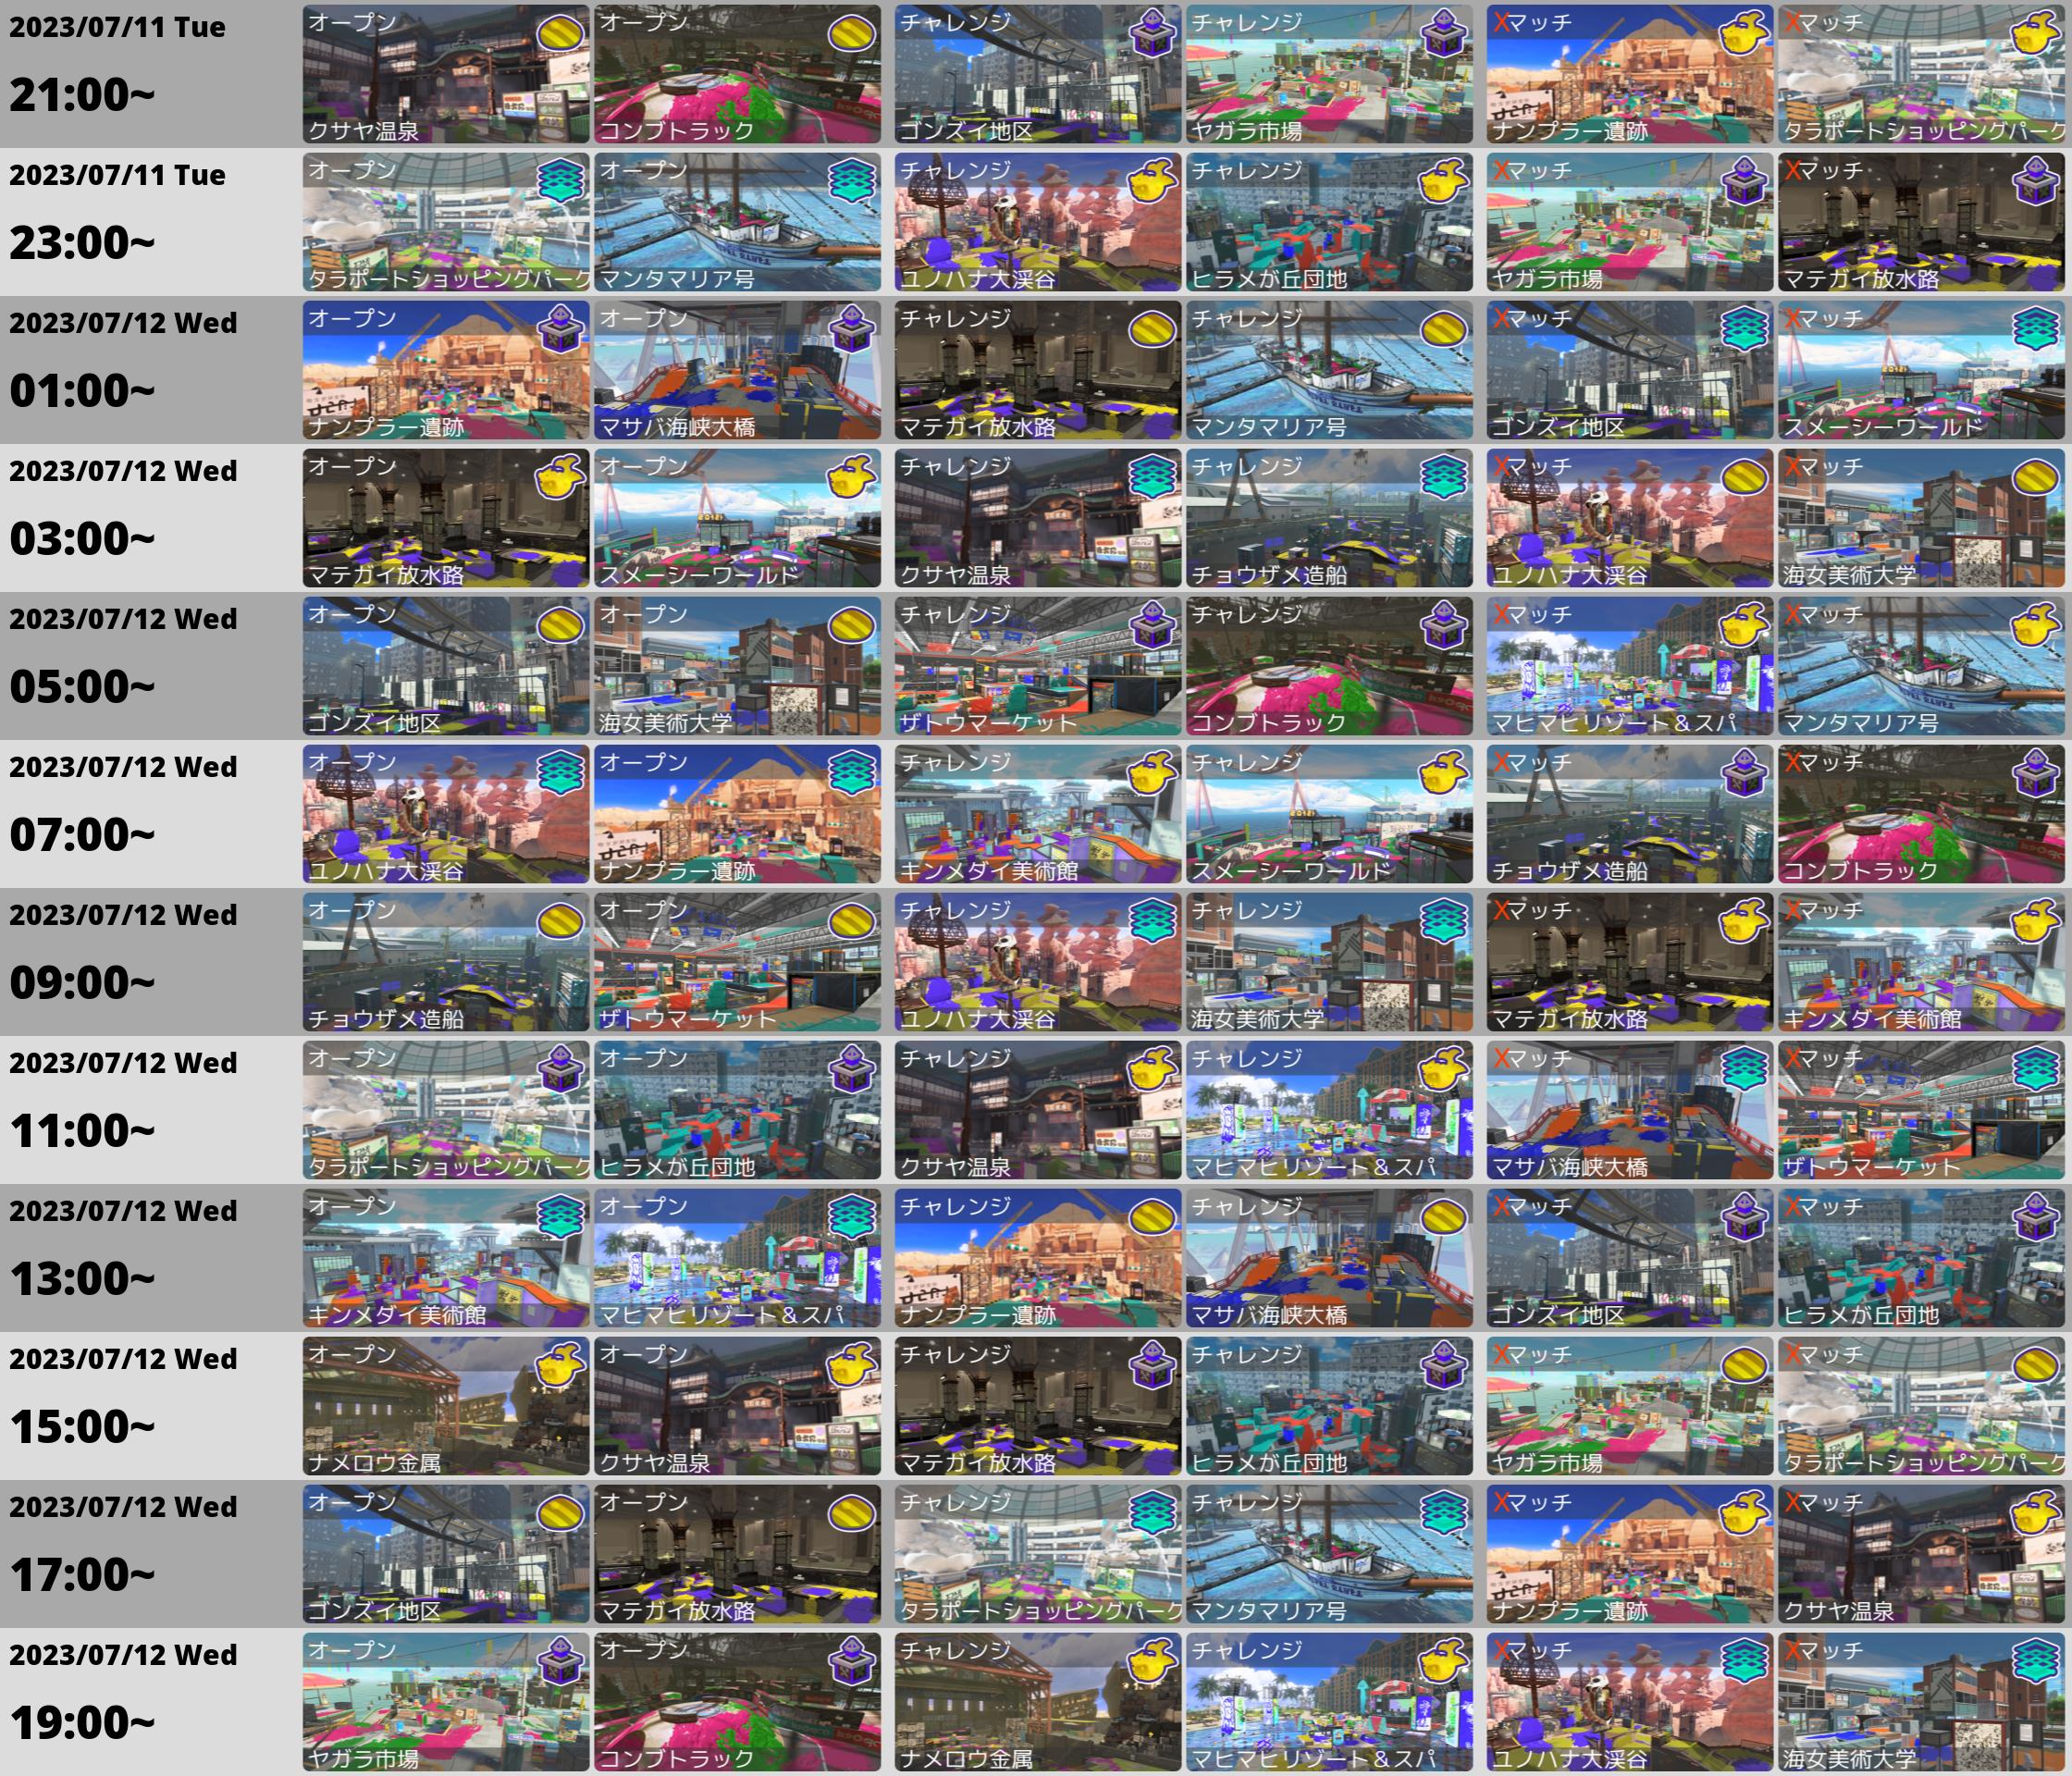 2023/07/11 Tue
21:00~
オープン オープン チャレンジ チャレンジ Xマッチ Xマッチ
クサヤ温泉 コンブトラック ゴンズイ地区 ヤガラ市場 ナンプラー遺跡 タラポートショッピングパーク
2023/07/11 Tue
23:00~
オープン オープン チャレンジ チャレンジ Xマッチ Xマッチ
タラポートショッピングパーク マンタマリア号 ユノハナ大渓谷 ヒラメが丘団地 ヤガラ市場 マテガイ放水路
2023/07/12 Wed
01:00~
オープン オープン チャレンジ チャレンジ Xマッチ Xマッチ
ナンプラー遺跡 マサバ海峡大橋 マテガイ放水路 マンタマリア号 ゴンズイ地区 スメーシーワールド
2023/07/12 Wed
03:00~
オープン オープン チャレンジ チャレンジ Xマッチ Xマッチ
マテガイ放水路 スメーシーワールド クサヤ温泉 チョウザメ造船 ユノハナ大渓谷 海女美術大学
2023/07/12 Wed
05:00~
オープン オープン チャレンジ チャレンジ Xマッチ Xマッチ
ゴンズイ地区 海女美術大学 ザトウマーケット コンブトラック マヒマヒリゾート＆スパ マンタマリア号
2023/07/12 Wed
07:00~
オープン オープン チャレンジ チャレンジ Xマッチ Xマッチ
ユノハナ大渓谷 ナンプラー遺跡 キンメダイ美術館 スメーシーワールド チョウザメ造船 コンブトラック
2023/07/12 Wed
09:00~
オープン オープン チャレンジ チャレンジ Xマッチ Xマッチ
チョウザメ造船 ザトウマーケット ユノハナ大渓谷 海女美術大学 マテガイ放水路 キンメダイ美術館
2023/07/12 Wed
11:00~
オープン オープン チャレンジ チャレンジ Xマッチ Xマッチ
タラポートショッピングパーク ヒラメが丘団地 クサヤ温泉 マヒマヒリゾート＆スパ マサバ海峡大橋 ザトウマーケット
2023/07/12 Wed
13:00~
オープン オープン チャレンジ チャレンジ Xマッチ Xマッチ
キンメダイ美術館 マヒマヒリゾート＆スパ ナンプラー遺跡 マサバ海峡大橋 ゴンズイ地区 ヒラメが丘団地
2023/07/12 Wed
15:00~
オープン オープン チャレンジ チャレンジ Xマッチ Xマッチ
ナメロウ金属 クサヤ温泉 マテガイ放水路 ヒラメが丘団地 ヤガラ市場 タラポートショッピングパーク
2023/07/12 Wed
17:00~
オープン オープン チャレンジ チャレンジ Xマッチ Xマッチ
ゴンズイ地区 マテガイ放水路 タラポートショッピングパーク マンタマリア号 ナンプラー遺跡 クサヤ温泉
2023/07/12 Wed
19:00~
オープン オープン チャレンジ チャレンジ Xマッチ Xマッチ
ヤガラ市場 コンブトラック ナメロウ金属 マヒマヒリゾート＆スパ ユノハナ大渓谷 海女美術大学